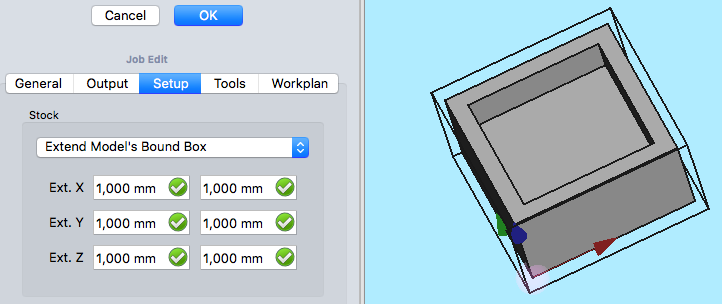 Cancel OK
Job Edit
General Output Setup Tools Workplan
Stock
Extend Model's Bound Box
Ext. X 1,000 mm 1,000 mm
Ext. Y 1,000 mm 1,000 mm
Ext. Z 1,000 mm 1,000 mm